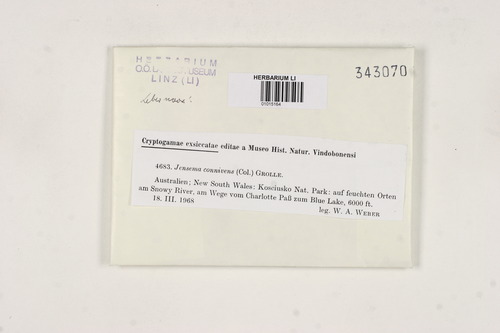 HERBARIUM
O.Ö. LANDESMUSEUM
LINZ (LI)
HERBARIUM LI
01015164
343070
Cryptogamae exsiccatae editae a Museo Hist. Natur. Vindobonensi
4683. Jensema connivens (Col.) GROLLE.
Australien; New South Wales: Kosciusko Nat. Park: auf feuchten Orten
am Snowy River, am Wege vom Charlotte Paß zum Blue Lake, 6000 ft.
18. III. 1968
leg. W. A. WEBER